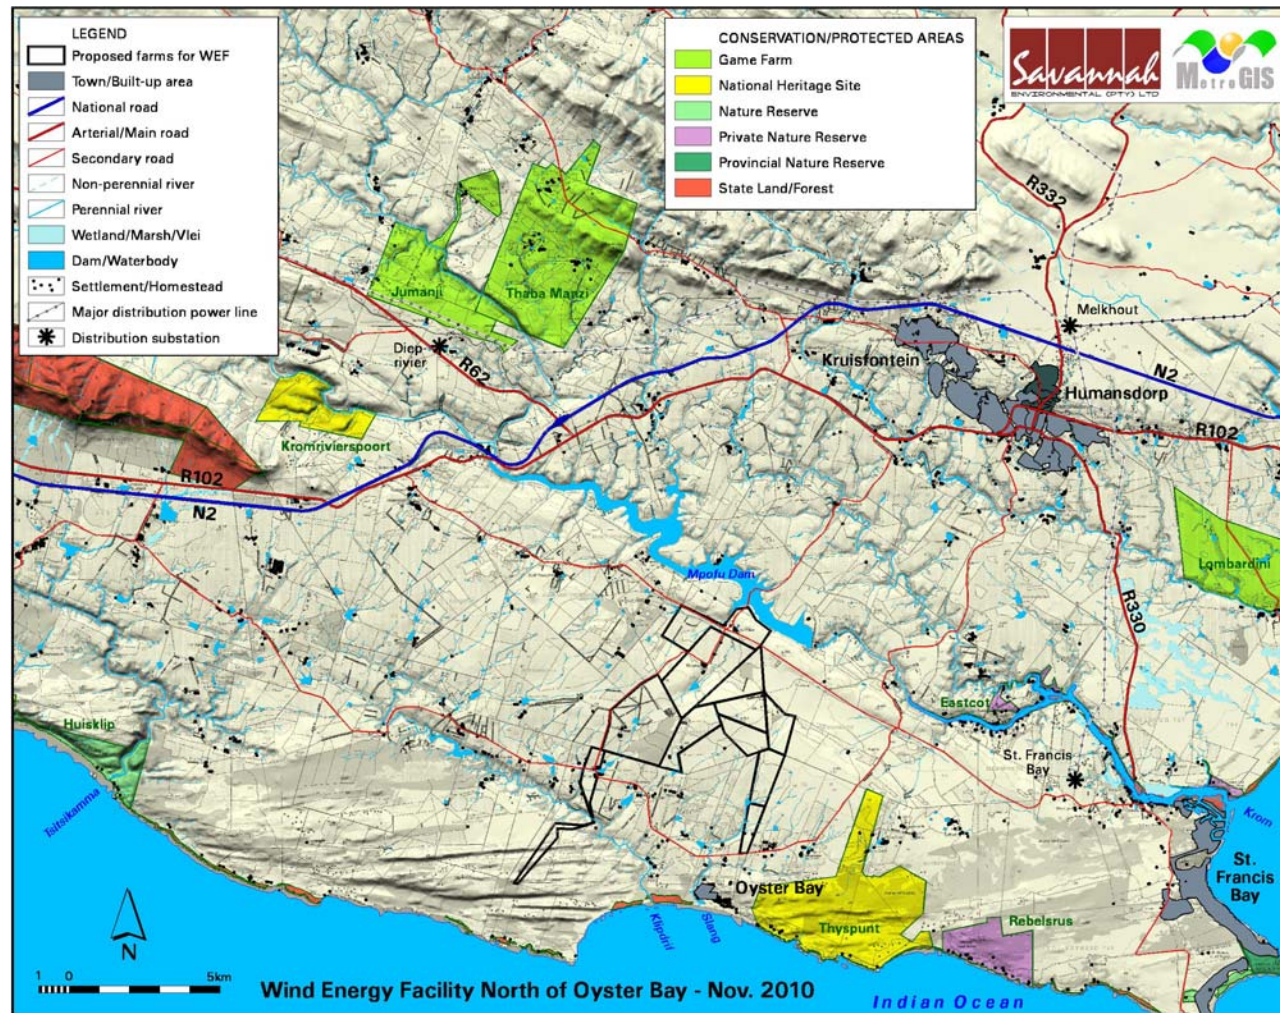 LEGEND
Proposed farms for WEF
Town/Built-up area
National road
Arterial/Main road
Secondary road
Non-perennial river
Perennial river
Wetland/Marsh/Vlei
Dam/Waterbody
Settlement/Homestead
Major distribution power line
Distribution substation
CONSERVATION/PROTECTED AREAS
Game Farm
National Heritage Site
Nature Reserve
Private Nature Reserve
Provincial Nature Reserve
State Land/Forest
Savannah
ENVIRONMENTAL (PTY) LTD
MetroGIS
R332
Jumanji
Thaba Manzi
Melkhout
Diep-
rivier
R62
Kruisfontein
N2
Humansdorp
Kromrivierspoort
R102
R102
N2
Lombardini
Mpofu Dam
R330
Eastcot
Huisklip
St. Francis
Bay
Tsitsikamma
Krom
St.
Francis
Bay
Oyster Bay
Thyspunt
Rebelsrus
Klipdrif
Slang
N
1 0 5km
Wind Energy Facility North of Oyster Bay - Nov. 2010
Indian Ocean